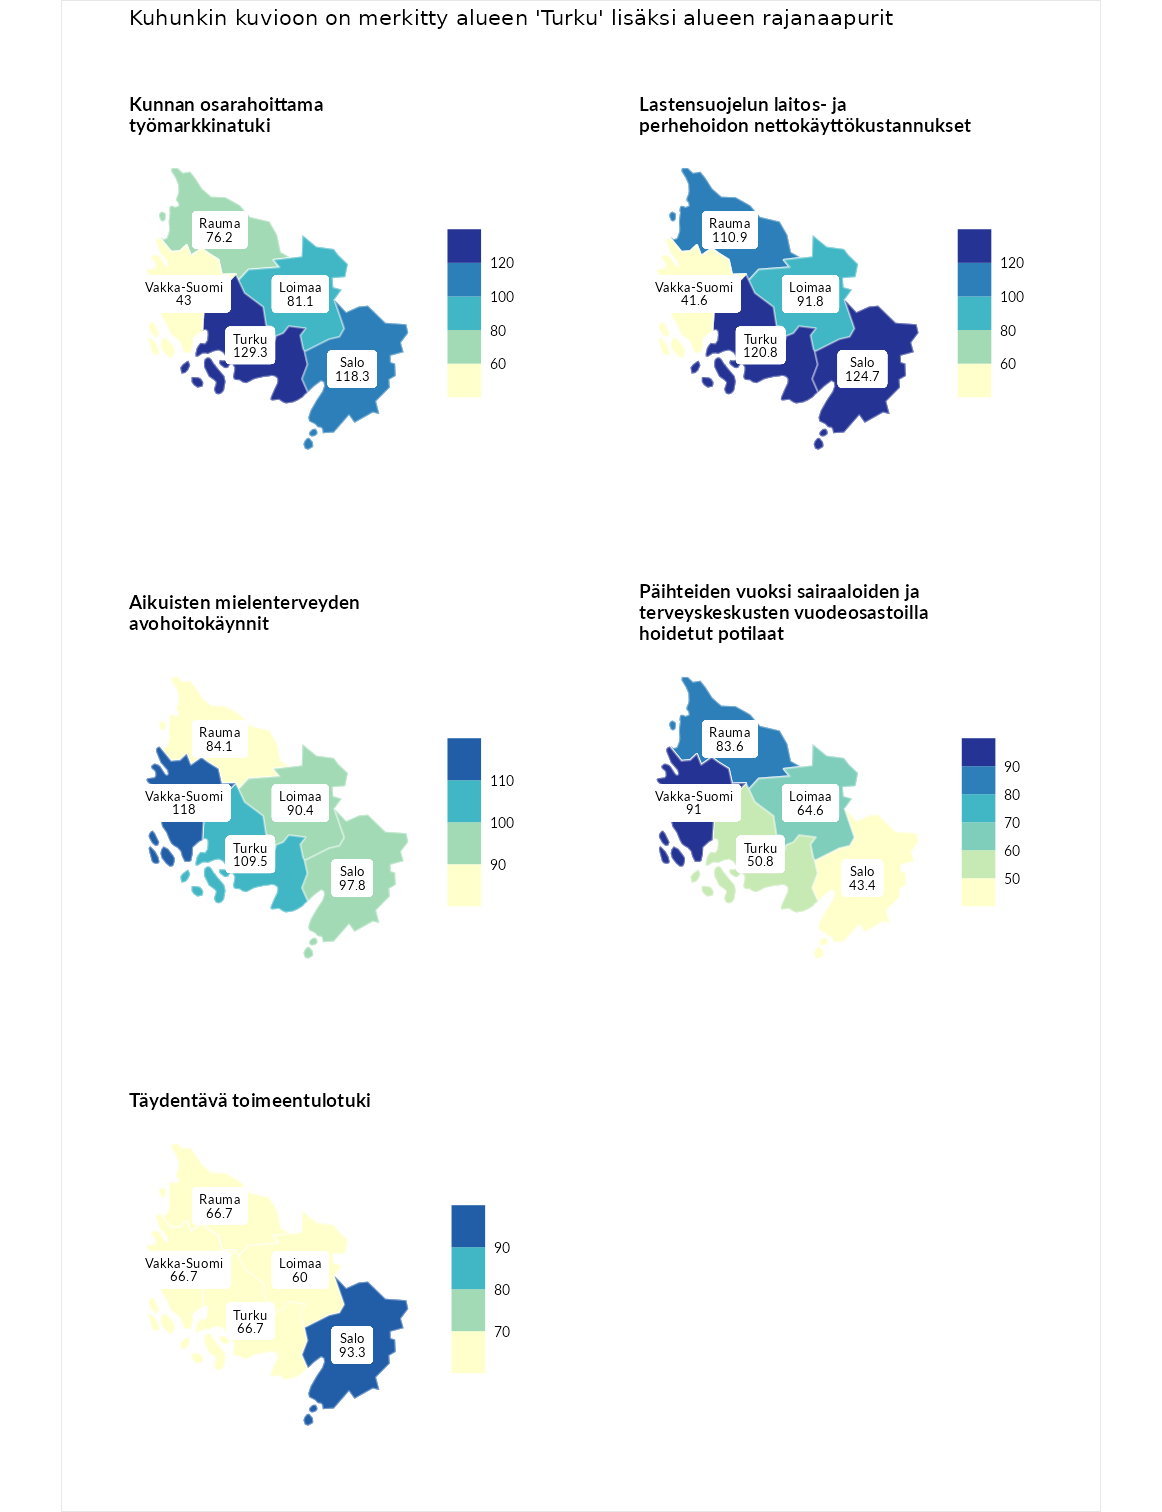 Kuhunkin kuvioon on merkitty alueen 'Turku' lisäksi alueen rajanaapurit
Kunnan osarahoittama
työmarkkinatuki
Rauma
76.2
Vakka-Suomi
43
Loimaa
81.1
Turku
129.3
Salo
118.3
120
100
80
60
Lastensuojelun laitos- ja
perhehoidon nettokäyttökustannukset
Rauma
110.9
Vakka-Suomi
41.6
Loimaa
91.8
Turku
120.8
Salo
124.7
120
100
80
60
Aikuisten mielenterveyden
avohoitokäynnit
Rauma
84.1
Vakka-Suomi
118
Loimaa
90.4
Turku
109.5
Salo
97.8
110
100
90
Päihteiden vuoksi sairaaloiden ja
terveyskeskusten vuodeosastoilla
hoidetut potilaat
Rauma
83.6
Vakka-Suomi
91
Loimaa
64.6
Turku
50.8
Salo
43.4
90
80
70
60
50
Täydentävä toimeentulotuki
Rauma
66.7
Vakka-Suomi
66.7
Loimaa
60
Turku
66.7
Salo
93.3
90
80
70